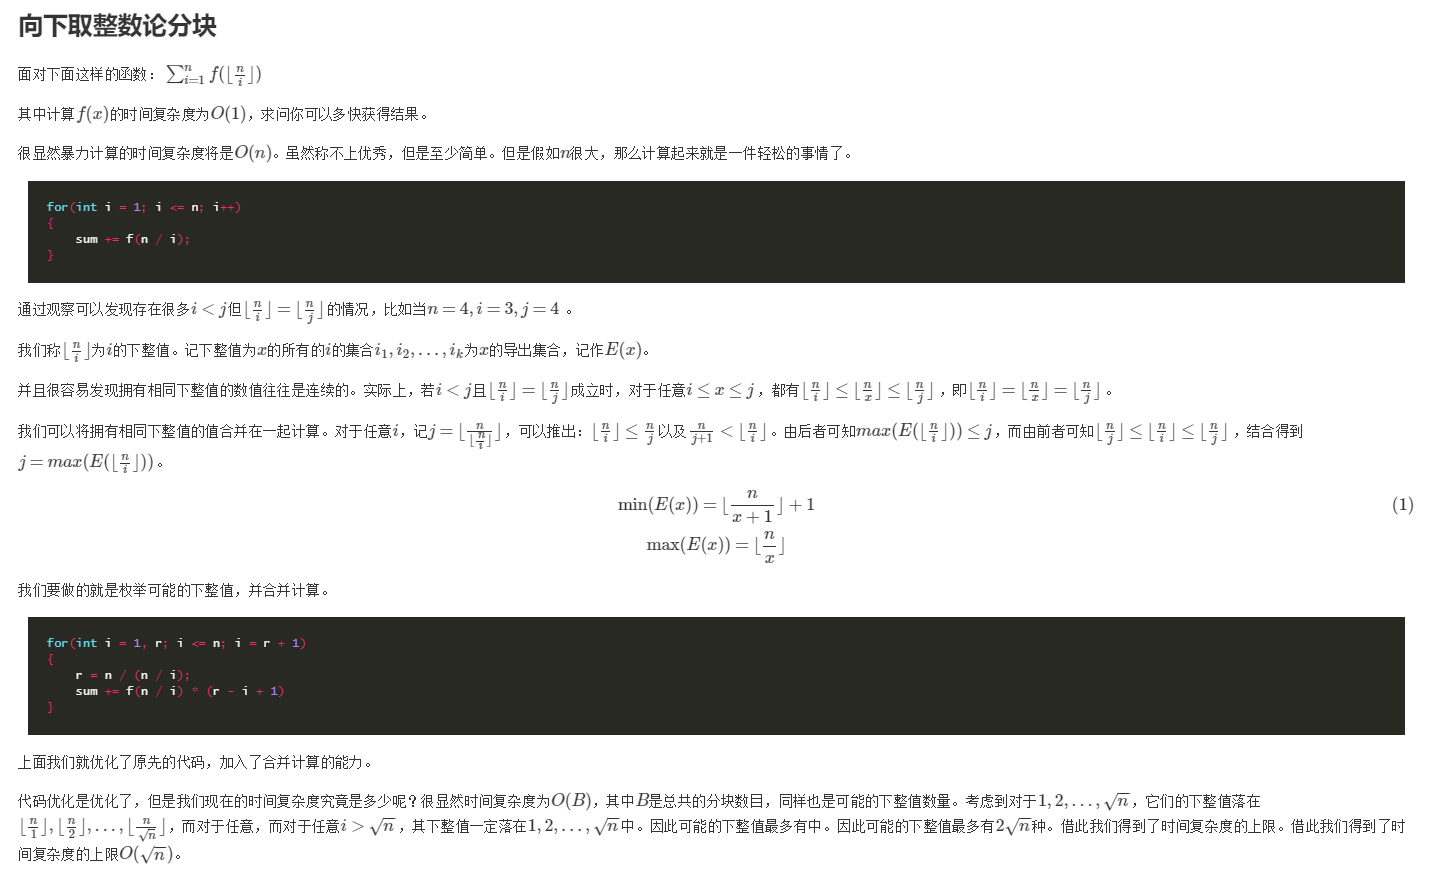 向下取整数论分块
面对下面这样的函数：$\sum_{i=1}^{n} f(\lfloor \frac{n}{i} \rfloor)$
其中计算$f(x)$的时间复杂度为$O(1)$，求问你可以多快获得结果。
很显然暴力计算的时间复杂度将是$O(n)$。虽然称不上优秀，但是至少简单。但是假如$n$很大，那么计算起来就是一件轻松的事情了。
for(int i = 1; i <= n; i++)
{
    sum += f(n / i);
}
通过观察可以发现存在很多$i < j$但$\lfloor \frac{n}{i} \rfloor = \lfloor \frac{n}{j} \rfloor$的情况，比如当$n = 4, i = 3, j = 4$ 。
我们称$\lfloor \frac{n}{i} \rfloor$为$i$的下整值。记下整值为$x$的所有的$i$的集合$i_1, i_2, \ldots, i_k$为$x$的导出集合，记作$E(x)$。
并且很容易发现拥有相同下整值的数值往往是连续的。实际上，若$i < j$且$\lfloor \frac{n}{i} \rfloor = \lfloor \frac{n}{j} \rfloor$成立时，对于任意$i \leq x \leq j$，都有$\lfloor \frac{n}{i} \rfloor \leq \lfloor \frac{n}{x} \rfloor \leq \lfloor \frac{n}{j} \rfloor$，即$\lfloor \frac{n}{i} \rfloor = \lfloor \frac{n}{x} \rfloor = \lfloor \frac{n}{j} \rfloor$。
我们可以将拥有相同下整值的值合并在一起计算。对于任意$i$，记$j = \lfloor \frac{n}{\lfloor \frac{n}{i} \rfloor} \rfloor$，可以推出：$\lfloor \frac{n}{i} \rfloor \leq \frac{n}{j}$以及$\frac{n}{j+1} < \lfloor \frac{n}{i} \rfloor$。由后者可知$max(E(\lfloor \frac{n}{i} \rfloor)) \leq j$，而由前者可知$\lfloor \frac{n}{j} \rfloor \leq \lfloor \frac{n}{i} \rfloor \leq \lfloor \frac{n}{j} \rfloor$，结合得到
$j = max(E(\lfloor \frac{n}{i} \rfloor))$。
$\min(E(x)) = \lfloor \frac{n}{x+1} \rfloor + 1$ (1)
$\max(E(x)) = \lfloor \frac{n}{x} \rfloor$
我们要做的就是枚举可能的下整值，并合并计算。
for(int i = 1, r; i <= n; i = r + 1)
{
    r = n / (n / i);
    sum += f(n / i) * (r - i + 1)
}
上面我们就优化了原先的代码，加入了合并计算的能力。
代码优化是优化了，但是我们现在的时间复杂度究竟是多少呢？很显然时间复杂度为$O(B)$，其中$B$是总共的分块数目，同样也是可能的下整值数量。考虑到对于$1, 2, \ldots, \sqrt{n}$，它们的下整值落在
$\lfloor \frac{n}{1} \rfloor, \lfloor \frac{n}{2} \rfloor, \ldots, \lfloor \frac{n}{\sqrt{n}} \rfloor$，而对于任意，而对于任意$i > \sqrt{n}$，其下整值一定落在$1, 2, \ldots, \sqrt{n}$中。因此可能的下整值最多有中。因此可能的下整值最多有$2\sqrt{n}$种。借此我们得到了时间复杂度的上限。借此我们得到了时
间复杂度的上限$O(\sqrt{n})$。